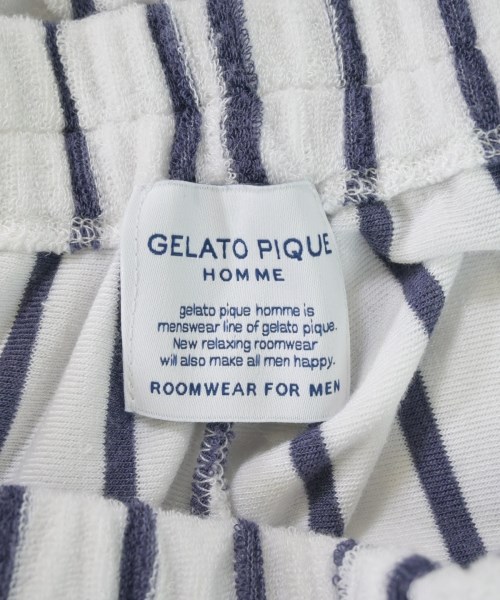 GELATO PIQUE
HOMME
gelato pique homme is
menswear line of gelato pique.
New relaxing roomwear
will also make all men happy.
ROOMWEAR FOR MEN